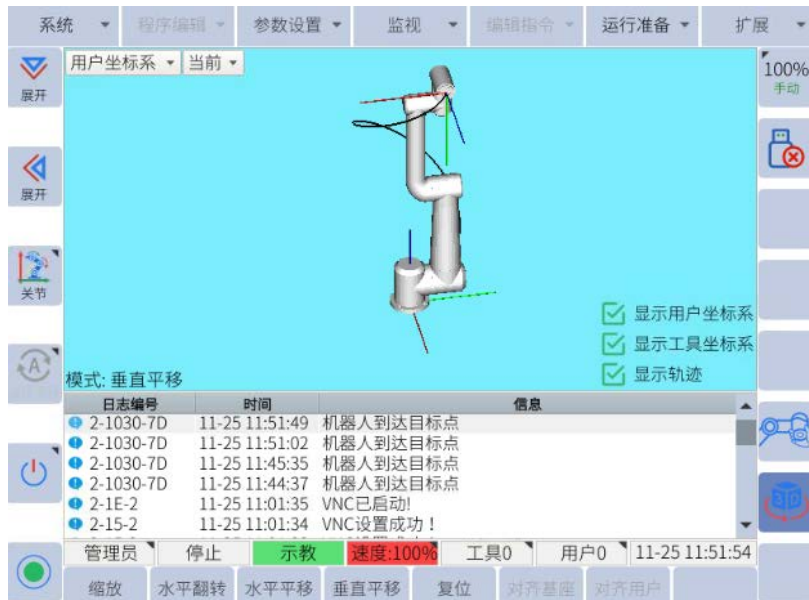 系统 程序编辑 参数设置 监视 编辑指令 运行准备 扩展
展开
用户坐标系 当前
100%
手动
展开
关节
A
显示用户坐标系
显示工具坐标系
显示轨迹
模式: 垂直平移
3D
日志编号 时间 信息
2-1030-7D 11-25 11:51:49 机器人到达目标点
2-1030-7D 11-25 11:51:02 机器人到达目标点
2-1030-7D 11-25 11:45:35 机器人到达目标点
2-1030-7D 11-25 11:44:37 机器人到达目标点
2-1E-2 11-25 11:01:35 VNC已启动!
2-15-2 11-25 11:01:34 VNC设置成功！
管理员 停止 示教 速度:100% 工具0 用户0 11-25 11:51:54
缩放 水平翻转 水平平移 垂直平移 复位 对齐基座 对齐用户